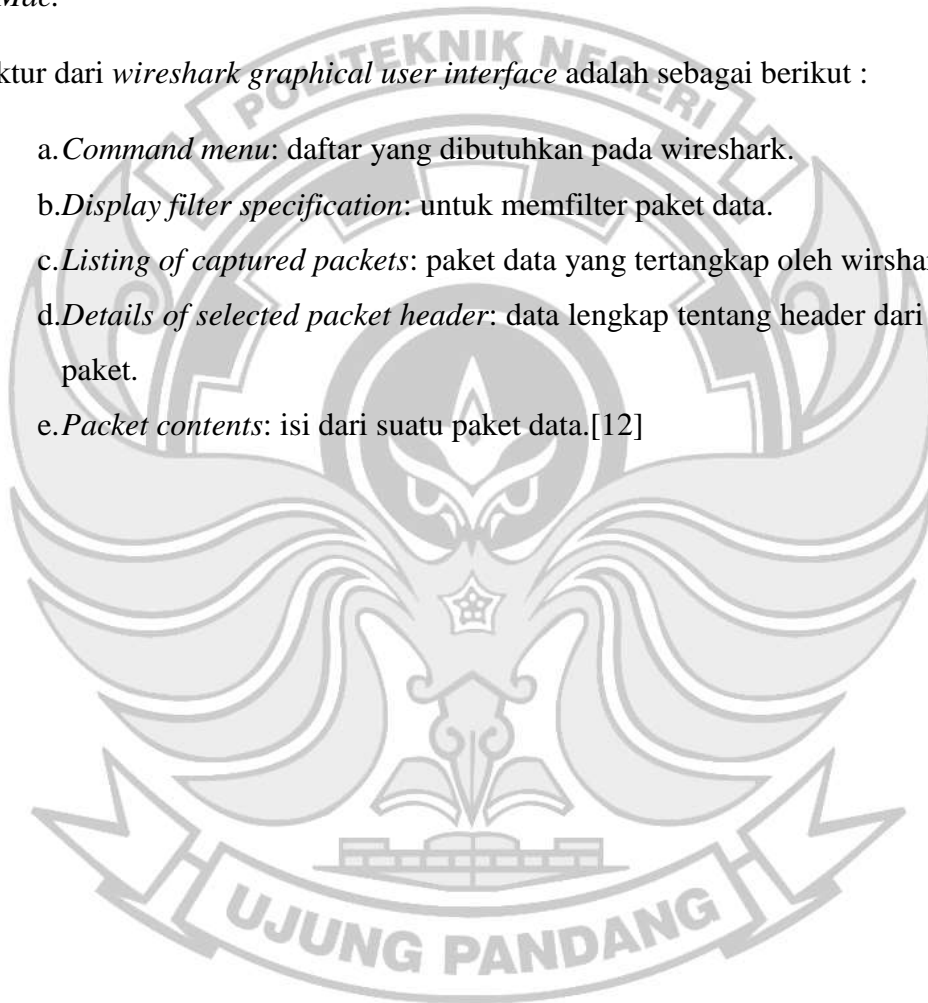 Mac.
POLITEKNIK NEGERI
ktur dari wireshark graphical user interface adalah sebagai berikut :
a.Command menu: daftar yang dibutuhkan pada wireshark.
b.Display filter specification: untuk memfilter paket data.
c.Listing of captured packets: paket data yang tertangkap oleh wirshar
d.Details of selected packet header: data lengkap tentang header dari
paket.
e.Packet contents: isi dari suatu paket data.[12]
UJUNG PANDANG